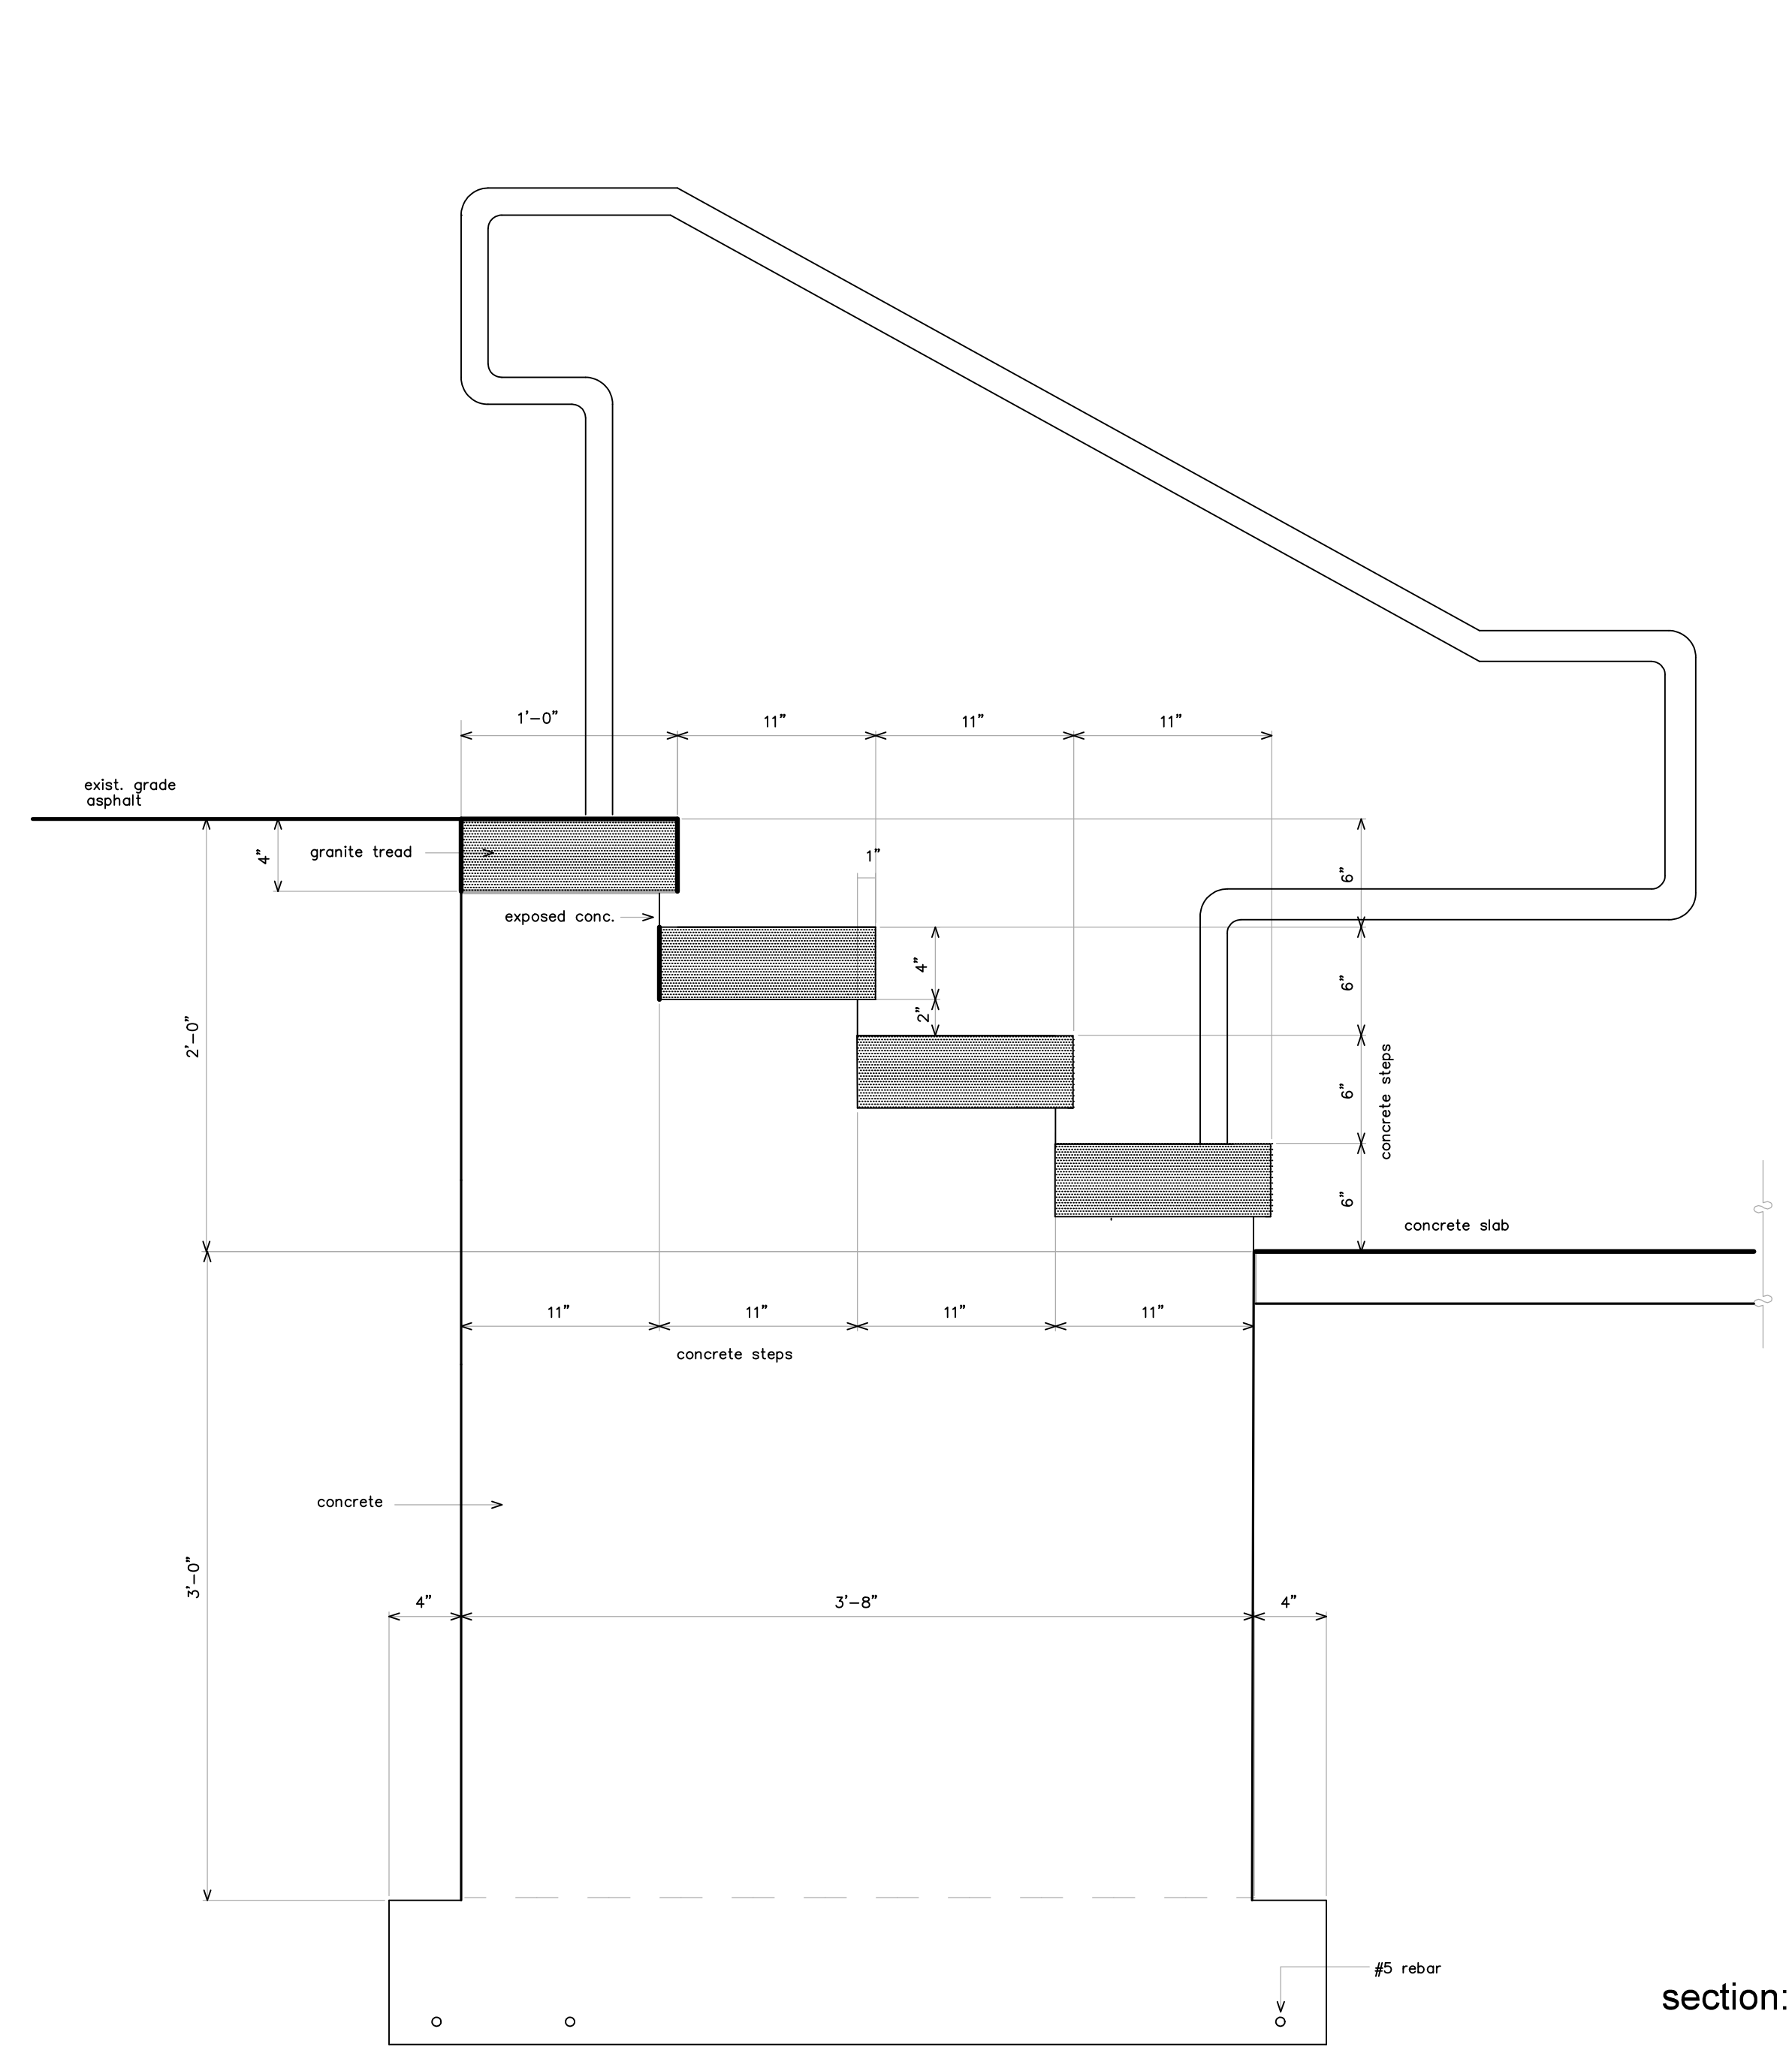 1'-0"
11"
11"
11"
exist. grade
asphalt
4"
granite tread
1"
6"
exposed conc.
4"
6"
2"
2'-0"
6"
concrete steps
6"
concrete slab
11"
11"
11"
11"
concrete steps
concrete
3'-0"
4"
3'-8"
4"
#5 rebar
section: